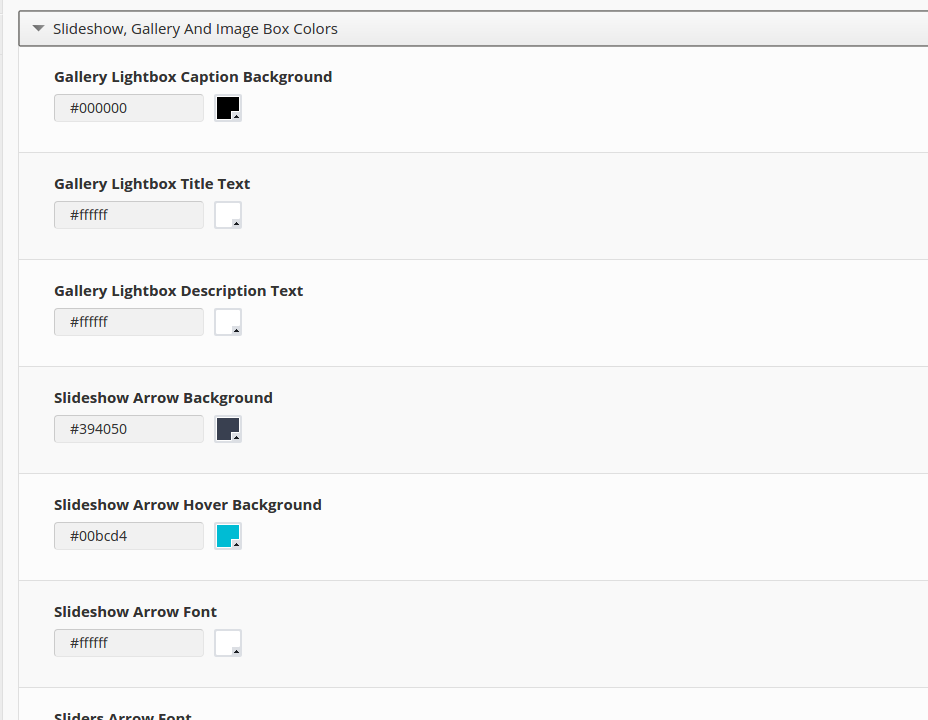 Slideshow, Gallery And Image Box Colors
Gallery Lightbox Caption Background
#000000
Gallery Lightbox Title Text
#ffffff
Gallery Lightbox Description Text
#ffffff
Slideshow Arrow Background
#394050
Slideshow Arrow Hover Background
#00bcd4
Slideshow Arrow Font
#ffffff
Sliders Arrow Font